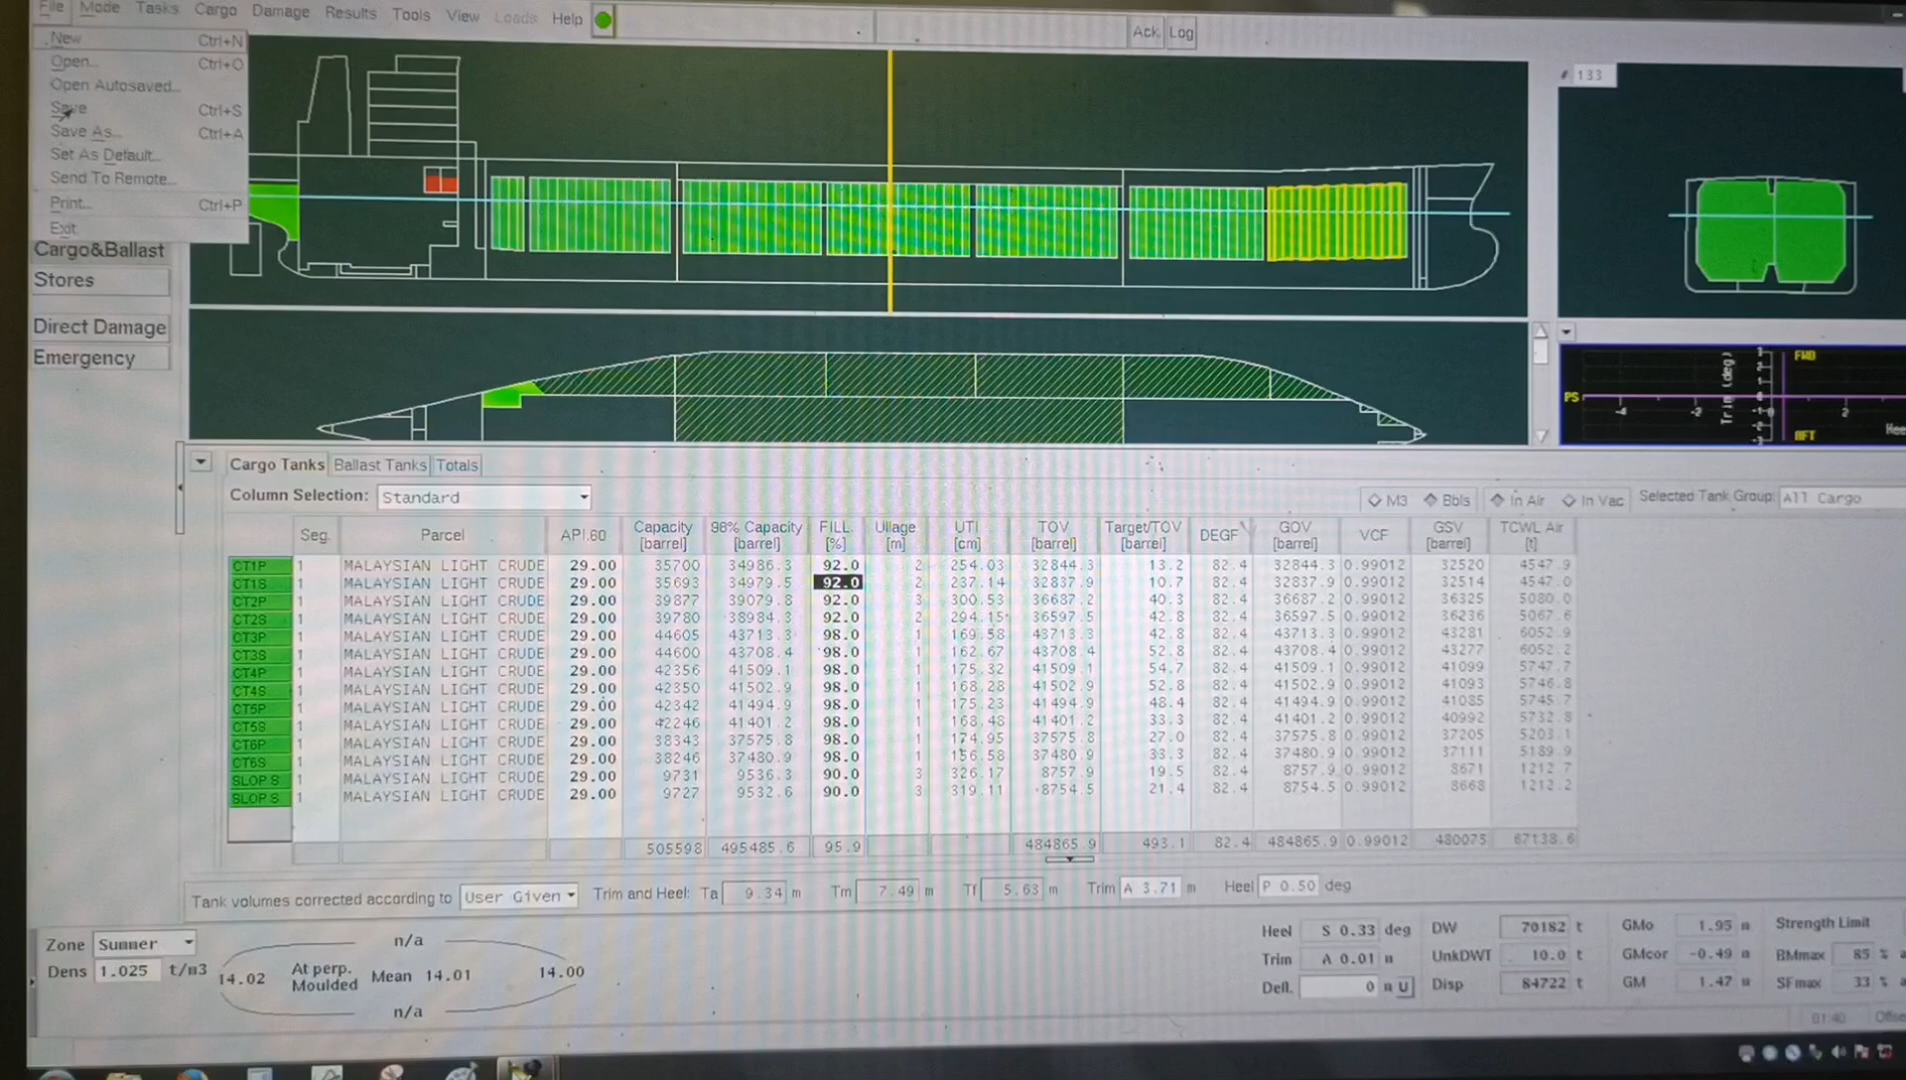 File Mode Tasks Cargo Damage Results Tools View Loads Help Ack Log
New Ctrl+N
Open... Ctrl+O
Open Autosaved...
Save Ctrl+S
Save As... Ctrl+A
Set As Default...
Send To Remote...
Print... Ctrl+P
Exit
Cargo&Ballast
Stores
Direct Damage
Emergency
# 133
FWD
Trim (deg)
PS -4 -2 0 2
AFT
Cargo Tanks Ballast Tanks Totals
Column Selection: Standard M3 Bbls In Air In Vac Selected Tank Group: All Cargo
Seg. Parcel API.60 Capacity [barrel] 98% Capacity [barrel] FILL. [%] Ullage [m] UTI [cm] TOV [barrel] Target/TOV [barrel] DEGF GOV [barrel] VCF GSV [barrel] TCWL Air [t]
CT1P 1 MALAYSIAN LIGHT CRUDE 29.00 35700 34986.3 92.0 2 254.03 32844.3 13.2 82.4 32844.3 0.99012 32520 4547.9
CT1S 1 MALAYSIAN LIGHT CRUDE 29.00 35693 34979.5 92.0 2 237.14 32837.9 10.7 82.4 32837.9 0.99012 32514 4547.0
CT2P 1 MALAYSIAN LIGHT CRUDE 29.00 39877 39079.8 92.0 3 300.53 36687.2 40.3 82.4 36687.2 0.99012 36325 5080.0
CT2S 1 MALAYSIAN LIGHT CRUDE 29.00 39780 38984.3 92.0 2 294.15 36597.5 42.8 82.4 36597.5 0.99012 36236 5067.6
CT3P 1 MALAYSIAN LIGHT CRUDE 29.00 44605 43713.3 98.0 1 169.58 43713.3 42.8 82.4 43713.3 0.99012 43281 6052.9
CT3S 1 MALAYSIAN LIGHT CRUDE 29.00 44600 43708.4 98.0 1 162.67 43708.4 52.8 82.4 43708.4 0.99012 43277 6052.2
CT4P 1 MALAYSIAN LIGHT CRUDE 29.00 42356 41509.1 98.0 1 175.32 41509.1 54.7 82.4 41509.1 0.99012 41099 5747.7
CT4S 1 MALAYSIAN LIGHT CRUDE 29.00 42350 41502.9 98.0 1 168.28 41502.9 52.8 82.4 41502.9 0.99012 41093 5746.8
CT5P 1 MALAYSIAN LIGHT CRUDE 29.00 42342 41494.9 98.0 1 175.23 41494.9 48.4 82.4 41494.9 0.99012 41085 5745.7
CT5S 1 MALAYSIAN LIGHT CRUDE 29.00 42246 41401.2 98.0 1 168.48 41401.2 33.3 82.4 41401.2 0.99012 40992 5732.8
CT6P 1 MALAYSIAN LIGHT CRUDE 29.00 38343 37575.8 98.0 1 174.95 37575.8 27.0 82.4 37575.8 0.99012 37205 5203.1
CT6S 1 MALAYSIAN LIGHT CRUDE 29.00 38246 37480.9 98.0 1 156.58 37480.9 33.3 82.4 37480.9 0.99012 37111 5189.9
SLOP S 1 MALAYSIAN LIGHT CRUDE 29.00 9731 9536.3 90.0 3 326.17 8757.9 19.5 82.4 8757.9 0.99012 8671 1212.7
SLOP S 1 MALAYSIAN LIGHT CRUDE 29.00 9727 9532.6 90.0 3 319.11 8754.5 21.4 82.4 8754.5 0.99012 8668 1212.2
505598 495485.6 95.9 484865.9 493.1 82.4 484865.9 0.99012 480075 67138.6
Tank volumes corrected according to User Given Trim and Heel: Ta 9.34 m Tm 7.49 m Tf 5.63 m Trim A 3.71 m Heel P 0.50 deg
Zone Summer n/a Heel S 0.33 deg DW 70182 t GMo 1.95 m Strength Limit
Dens 1.025 t/m3 14.02 At perp. Moulded Mean 14.01 14.00 Trim A 0.01 m UnkDWT 10.0 t GMcor -0.49 m BMmax 85 %
n/a Defl. 0 m U Disp 84722 t GM 1.47 m SFmax 33 %
01:40